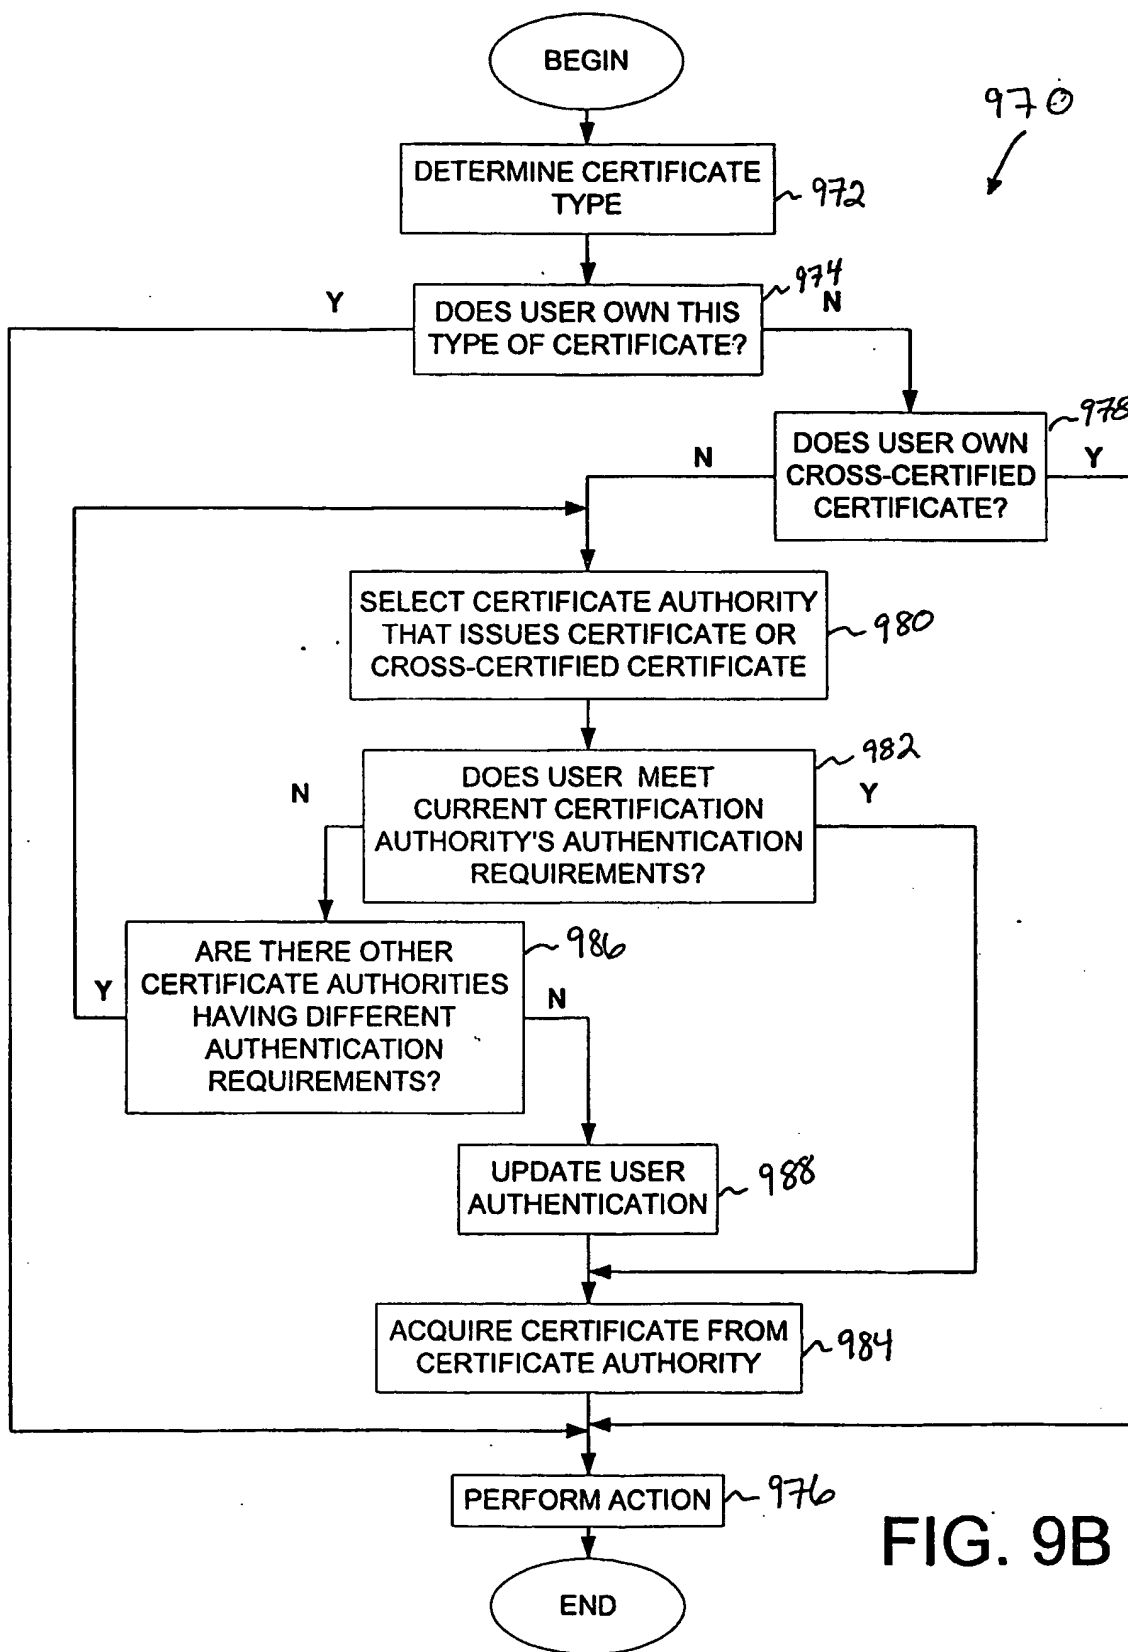 BEGIN
970
DETERMINE CERTIFICATE
TYPE
972
974
Y
N
DOES USER OWN THIS
TYPE OF CERTIFICATE?
978
N
DOES USER OWN
CROSS-CERTIFIED
CERTIFICATE?
Y
SELECT CERTIFICATE AUTHORITY
THAT ISSUES CERTIFICATE OR
CROSS-CERTIFIED CERTIFICATE
980
982
N
DOES USER MEET
CURRENT CERTIFICATION
AUTHORITY'S AUTHENTICATION
REQUIREMENTS?
Y
986
Y
ARE THERE OTHER
CERTIFICATE AUTHORITIES
HAVING DIFFERENT
AUTHENTICATION
REQUIREMENTS?
N
UPDATE USER
AUTHENTICATION
988
ACQUIRE CERTIFICATE FROM
CERTIFICATE AUTHORITY
984
PERFORM ACTION
976
FIG. 9B
END